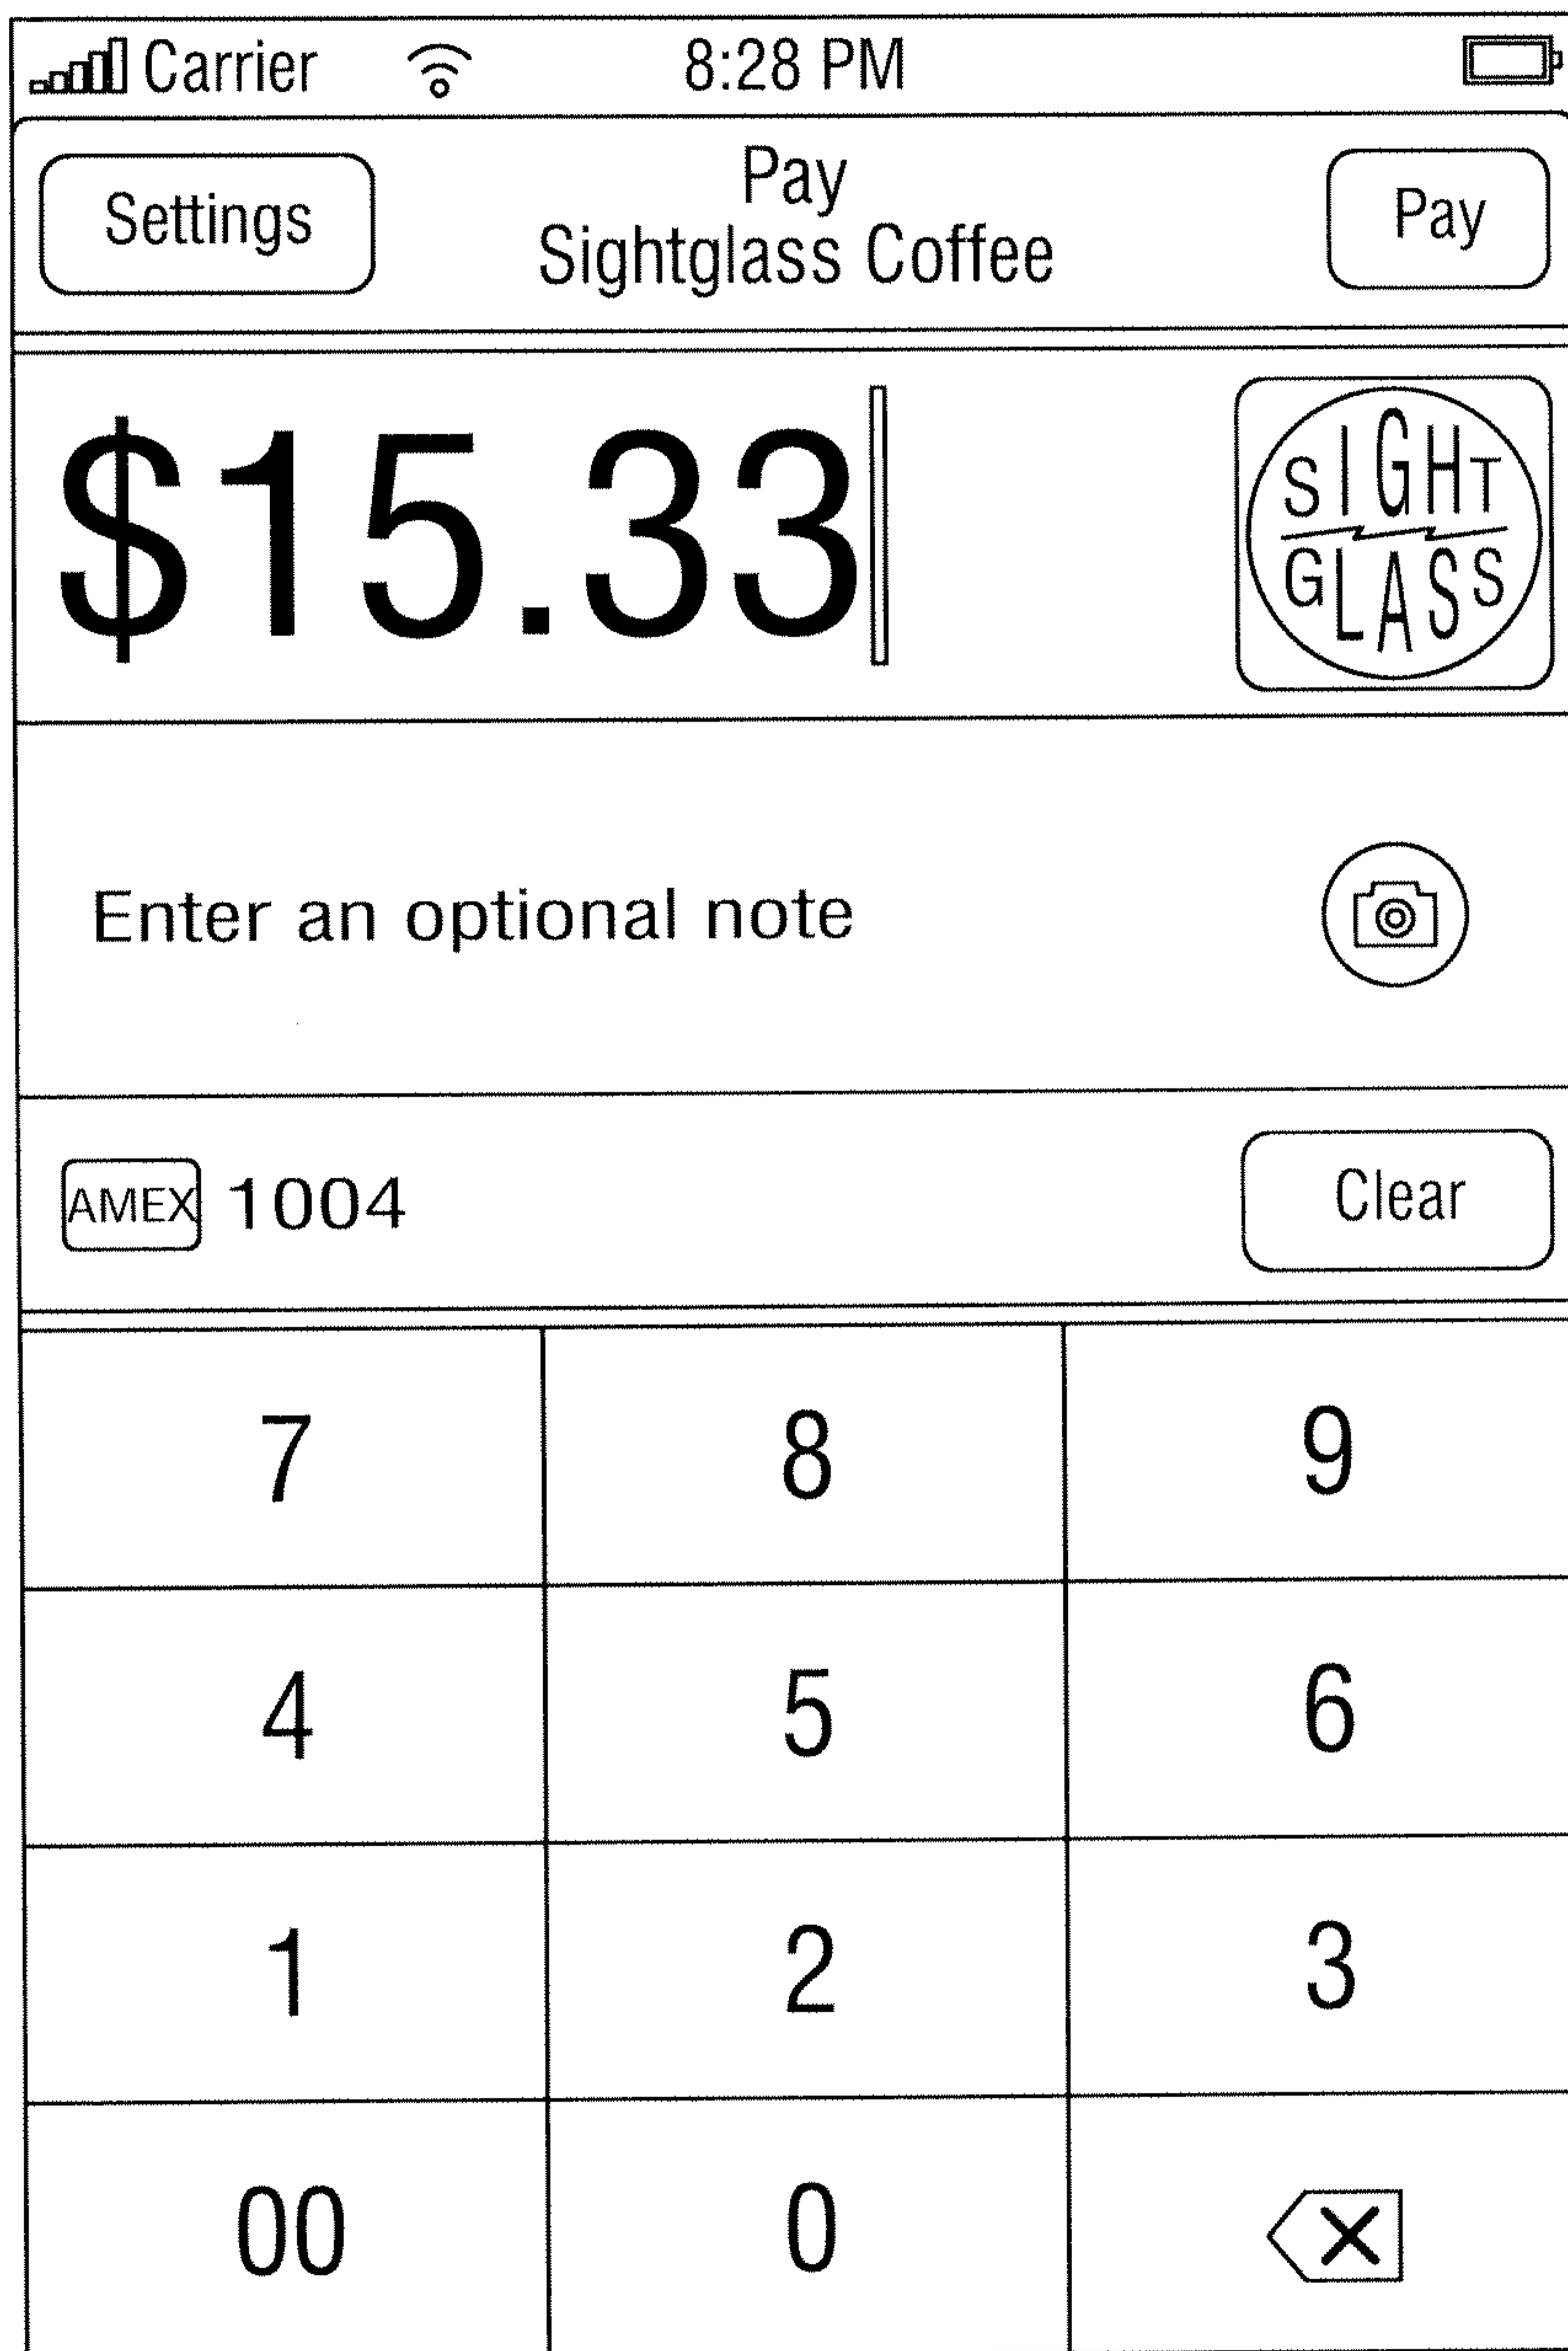 Carrier 8:28 PM
Settings
Pay
Sightglass Coffee
Pay
$15.33
SIGHT
GLASS
Enter an optional note
AMEX 1004
Clear
7 8 9
4 5 6
1 2 3
00 0